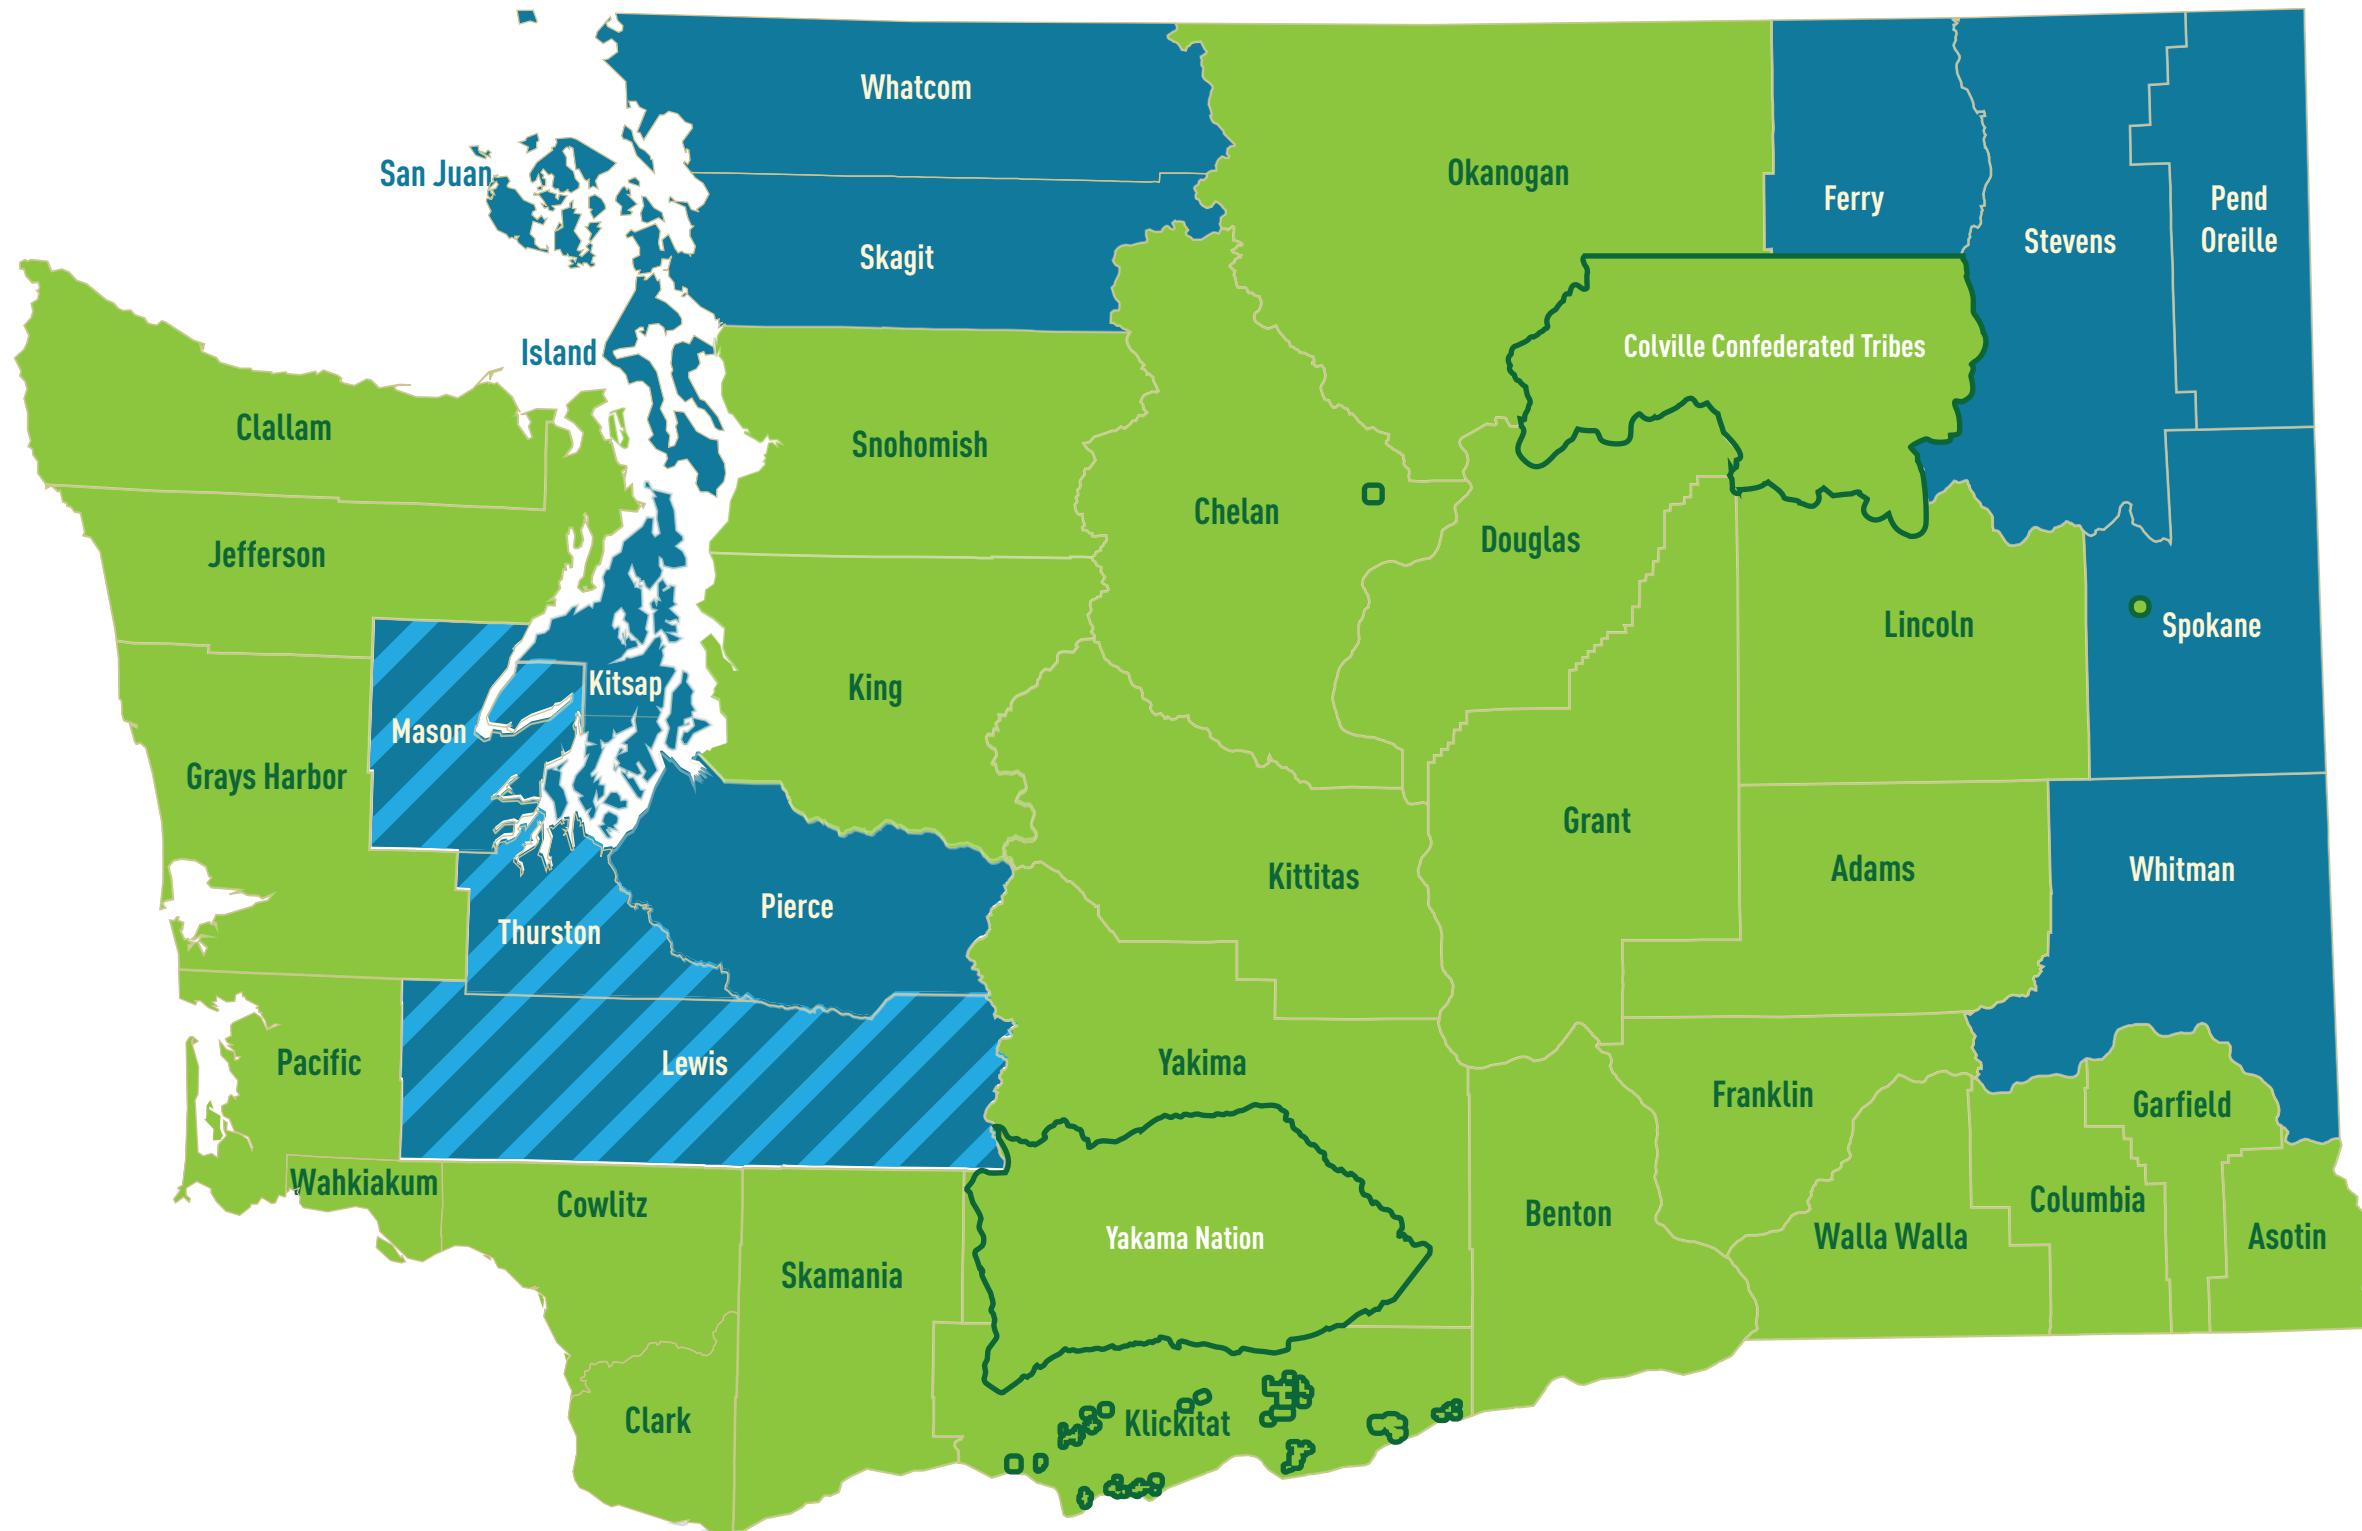 Whatcom
San Juan
Okanogan
Ferry
Pend
Oreille
Stevens
Skagit
Island
Colville Confederated Tribes
Clallam
Snohomish
Chelan
Douglas
Jefferson
Lincoln
Spokane
Kitsap
King
Mason
Grays Harbor
Grant
Adams
Whitman
Kittitas
Pierce
Thurston
Pacific
Lewis
Yakima
Franklin
Garfield
Wahkiakum
Cowlitz
Columbia
Benton
Yakama Nation
Walla Walla
Asotin
Skamania
Clark
Klickitat